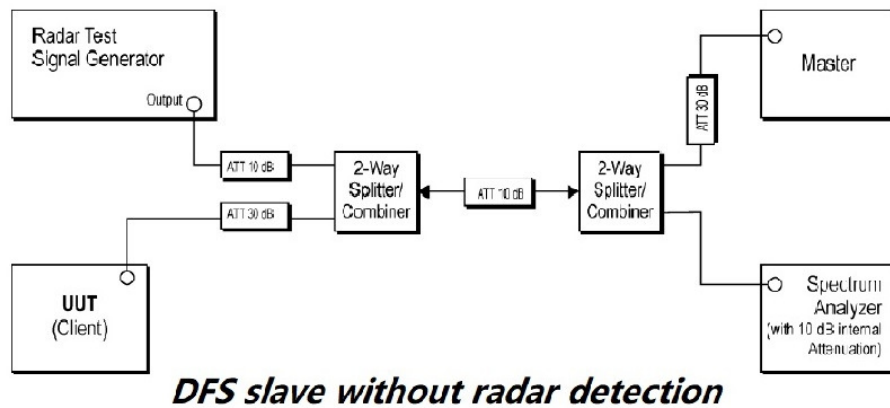 Radar Test
Signal Generator
Output
ATT 10 dB
2-Way
Splitter/
Combiner
ATT 10 dB
2-Way
Splitter/
Combiner
ATT 30 dB
Master
ATT 30 dB
UUT
(Client)
Spectrum
Analyzer
(with 10 dB internal
Attenuation)
DFS slave without radar detection